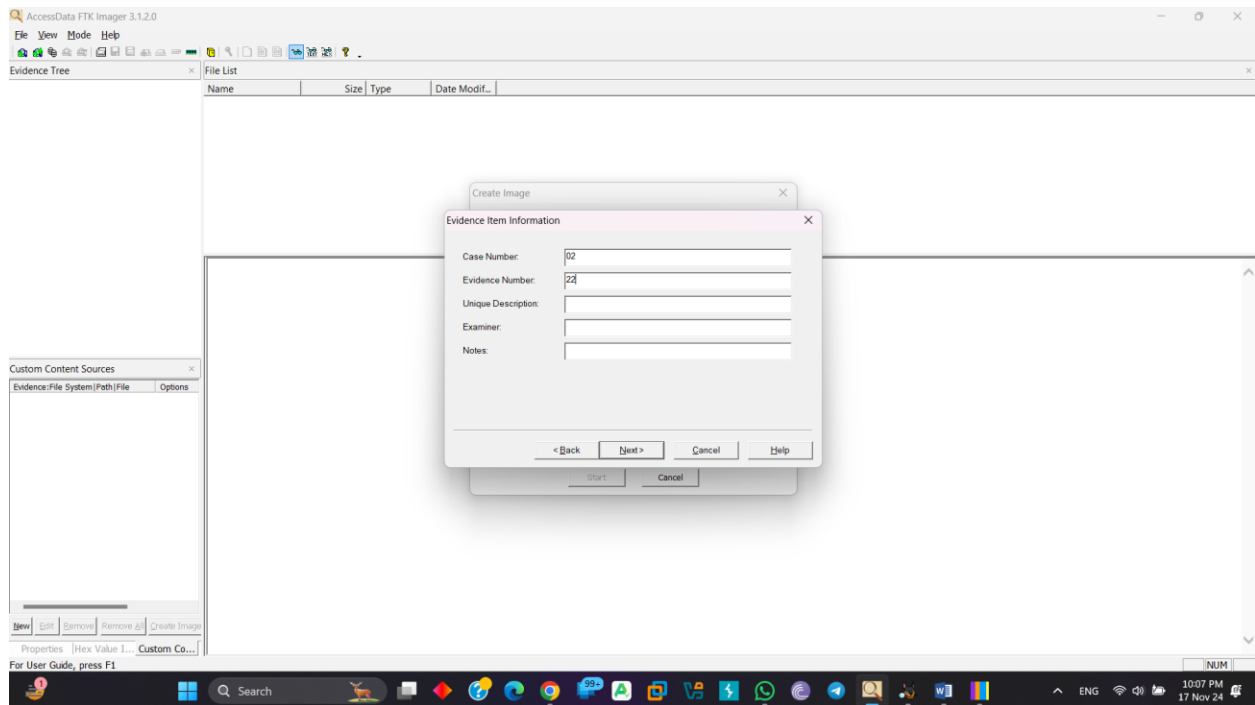 AccessData FTK Imager 3.1.2.0
File View Mode Help
Evidence Tree
File List
Name Size Type Date Modif...
Create Image
Evidence Item Information
Case Number: 02
Evidence Number: 22
Unique Description:
Examiner:
Notes:
< Back Next > Cancel Help
Start Cancel
Custom Content Sources
Evidence:File System|Path|File Options
New Edit Remove Remove All Create Image
Properties Hex Value I... Custom Co...
For User Guide, press F1
NUM
1
Search
99+
ENG
10:07 PM
17 Nov 24